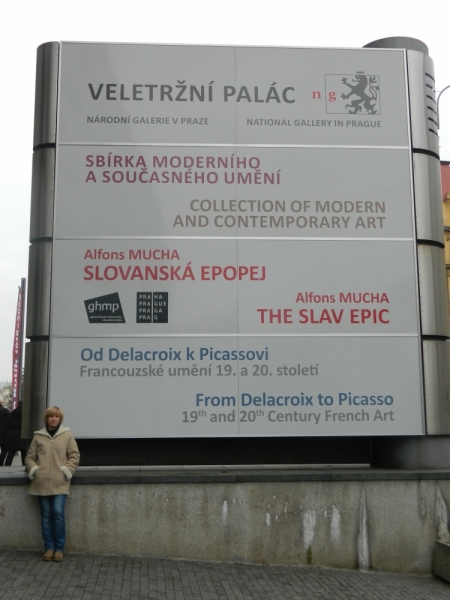 VELETRŽNÍ PALÁC
n g
NÁRODNÍ GALERIE V PRAZE
NATIONAL GALLERY IN PRAGUE
SBÍRKA MODERNÍHO
A SOUČASNÉHO UMĚNÍ
COLLECTION OF MODERN
AND CONTEMPORARY ART
Alfons MUCHA
SLOVANSKÁ EPOPEJ
ghmp
PRA HA
PRA GUE
PRA GA
PRA G
Alfons MUCHA
THE SLAV EPIC
Od Delacroix k Picassovi
Francouzské umění 19. a 20. století
From Delacroix to Picasso
19th and 20th Century French Art